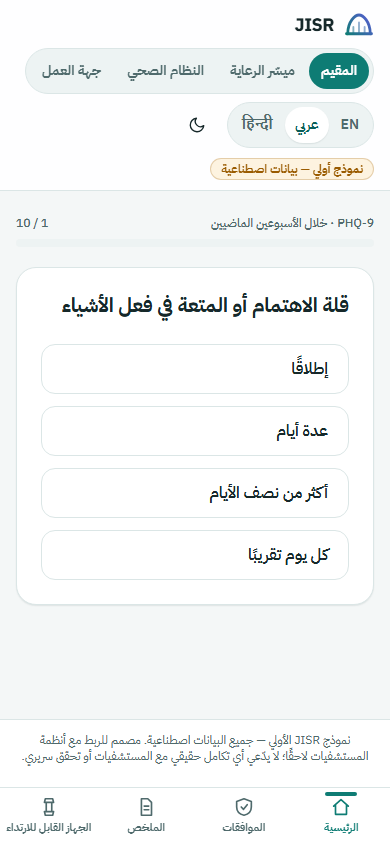 JISR
المقيم
ميسّر الرعاية
النظام الصحي
جهة العمل
EN
عربي
हिन्दी
نموذج أولي — بيانات اصطناعية
PHQ-9 · خلال الأسبوعين الماضيين
10 / 1
قلة الاهتمام أو المتعة في فعل الأشياء
إطلاقًا
عدة أيام
أكثر من نصف الأيام
كل يوم تقريبًا
نموذج JISR الأولي — جميع البيانات اصطناعية. مصمم للربط مع أنظمة
المستشفيات لاحقًا؛ لا يدّعي أي تكامل حقيقي مع المستشفيات أو تحقق سريري.
الرئيسية
الموافقات
الملخص
الجهاز القابل للارتداء